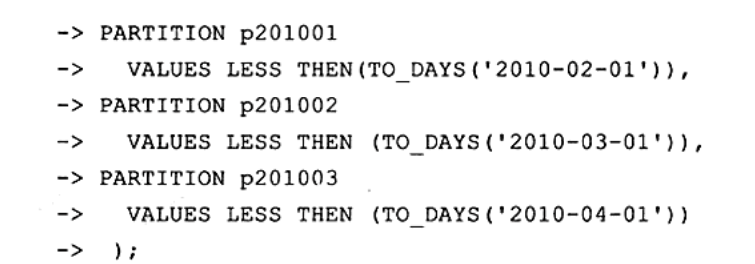 -> PARTITION p201001
->   VALUES LESS THEN(TO_DAYS('2010-02-01')),
-> PARTITION p201002
->   VALUES LESS THEN (TO_DAYS('2010-03-01')),
-> PARTITION p201003
->   VALUES LESS THEN (TO_DAYS('2010-04-01'))
->  );